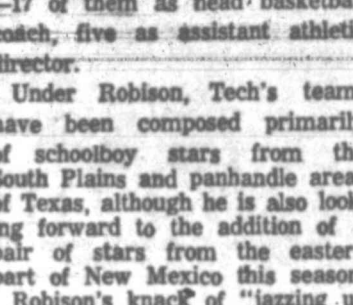 -17 of them as head basketba
coach, five as assistant athleti
director.
Under Robison, Tech's team
have been composed primaril
of schoolboy stars from th
South Plains and panhandle area
of Texas, although he is also look
ing forward to the addition of
pair of stars from the easter
part of New Mexico this season
Robison's knack of "jazzing u